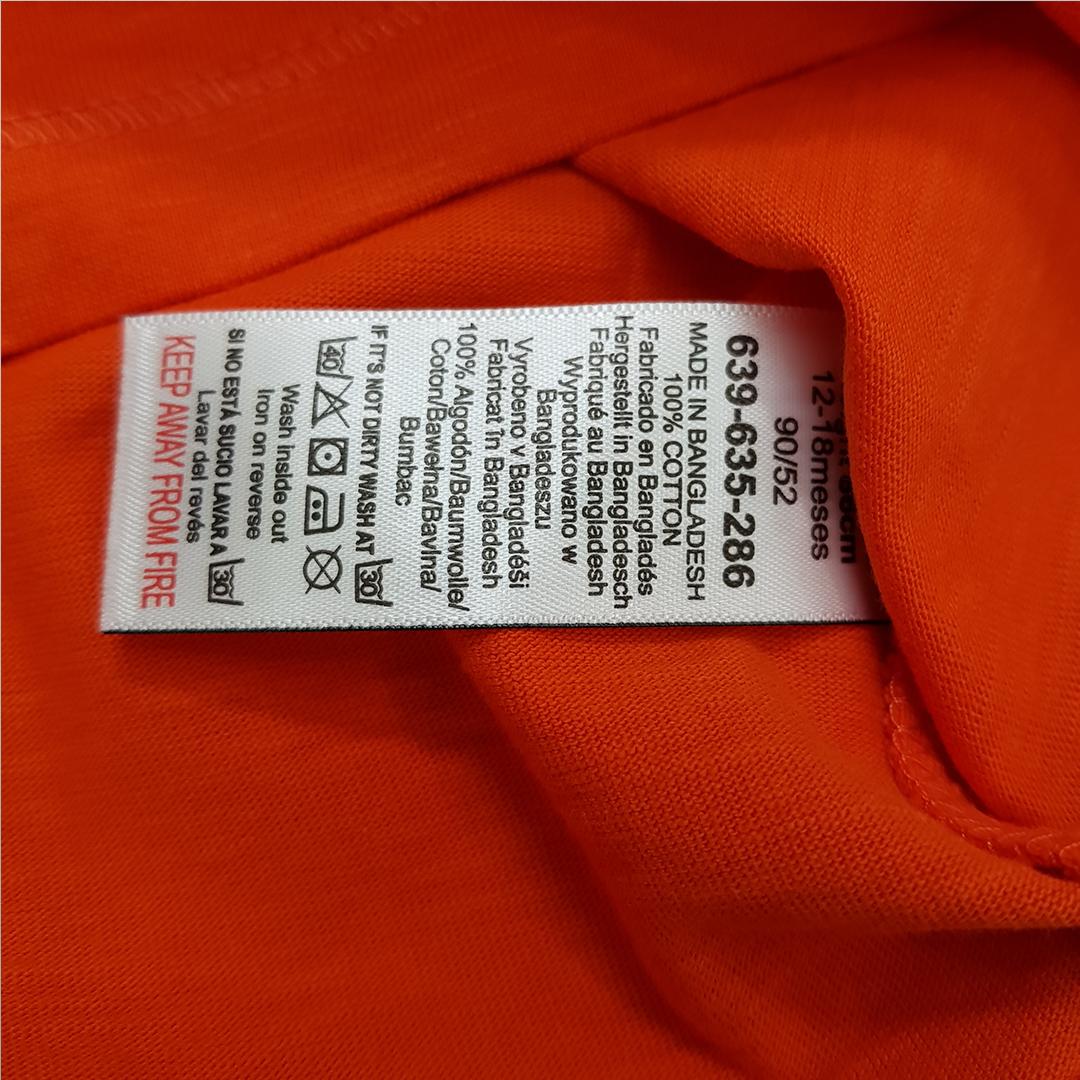 12-18meses
90/52
639-635-286
MADE IN BANGLADESH
100% COTTON
Fabricado en Bangladés
Hergestellt in Bangladesch
Fabriqué au Bangladesh
Wyprodukowano w
Bangladeszu
Vyrobeno v Bangladéši
Fabricat în Bangladesh
100% Algodón/Baumwolle/
Coton/Bawełna/Bavlna/
Bumbac
IF IT'S NOT DIRTY WASH AT 30
40
Wash inside out
Iron on reverse
SI NO ESTÁ SUCIO LAVAR A 30
Lavar del revés
KEEP AWAY FROM FIRE